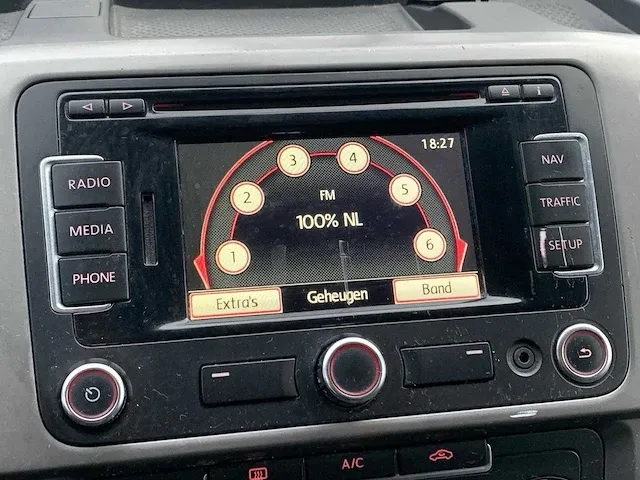 i
RADIO
MEDIA
PHONE
18:27
1 2 3 4 5 6
FM
100% NL
Extra's Geheugen Band
NAV
TRAFFIC
SETUP
A/C